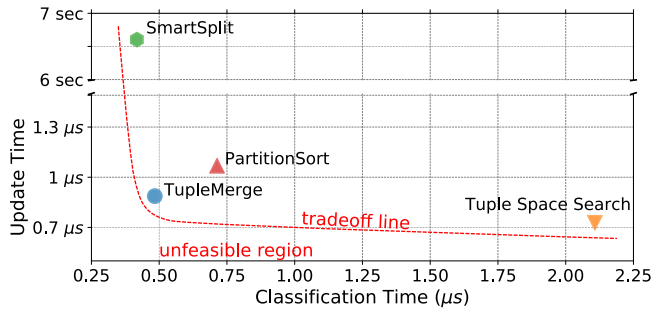 7 sec
SmartSplit
6 sec
1.3 µs
PartitionSort
1 µs
TupleMerge
Tuple Space Search
tradeoff line
0.7 µs
unfeasible region
Update Time
0.25 0.50 0.75 1.00 1.25 1.50 1.75 2.00 2.25
Classification Time (µs)